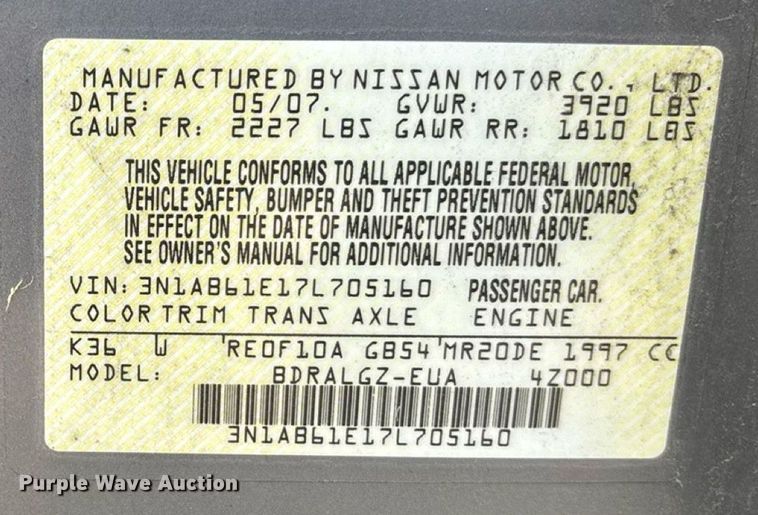 MANUFACTURED BY NISSAN MOTOR CO., LTD.
DATE: 05/07. GVWR: 3920 LBS
GAWR FR: 2227 LBS GAWR RR: 1810 LBS
THIS VEHICLE CONFORMS TO ALL APPLICABLE FEDERAL MOTOR
VEHICLE SAFETY, BUMPER AND THEFT PREVENTION STANDARDS
IN EFFECT ON THE DATE OF MANUFACTURE SHOWN ABOVE.
SEE OWNER'S MANUAL FOR ADDITIONAL INFORMATION.
VIN: 3N1AB61E17L705160 PASSENGER CAR.
COLOR TRIM TRANS AXLE ENGINE
K36 W RE0F10A GB54 MR20DE 1997 CC
MODEL: BDRALGZ-EUA 4Z000
3N1AB61E17L705160
Purple Wave Auction